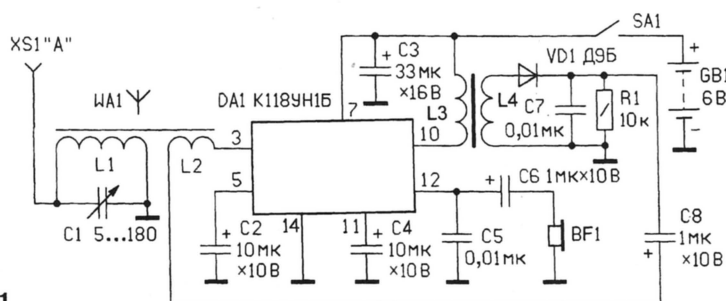 XS1"А"
WA1
L1
L2
C1 5...180
DA1 К118УН1Б
3
5
7
10
12
14
11
C2
10мк
×10В
C3
33мк
×16В
C4
10мк
×10В
L3
L4
VD1 Д9Б
C7
0,01мк
R1
10к
SA1
GB1
6В
C6 1мк×10В
C5
0,01мк
BF1
C8
1мк
×10В
1